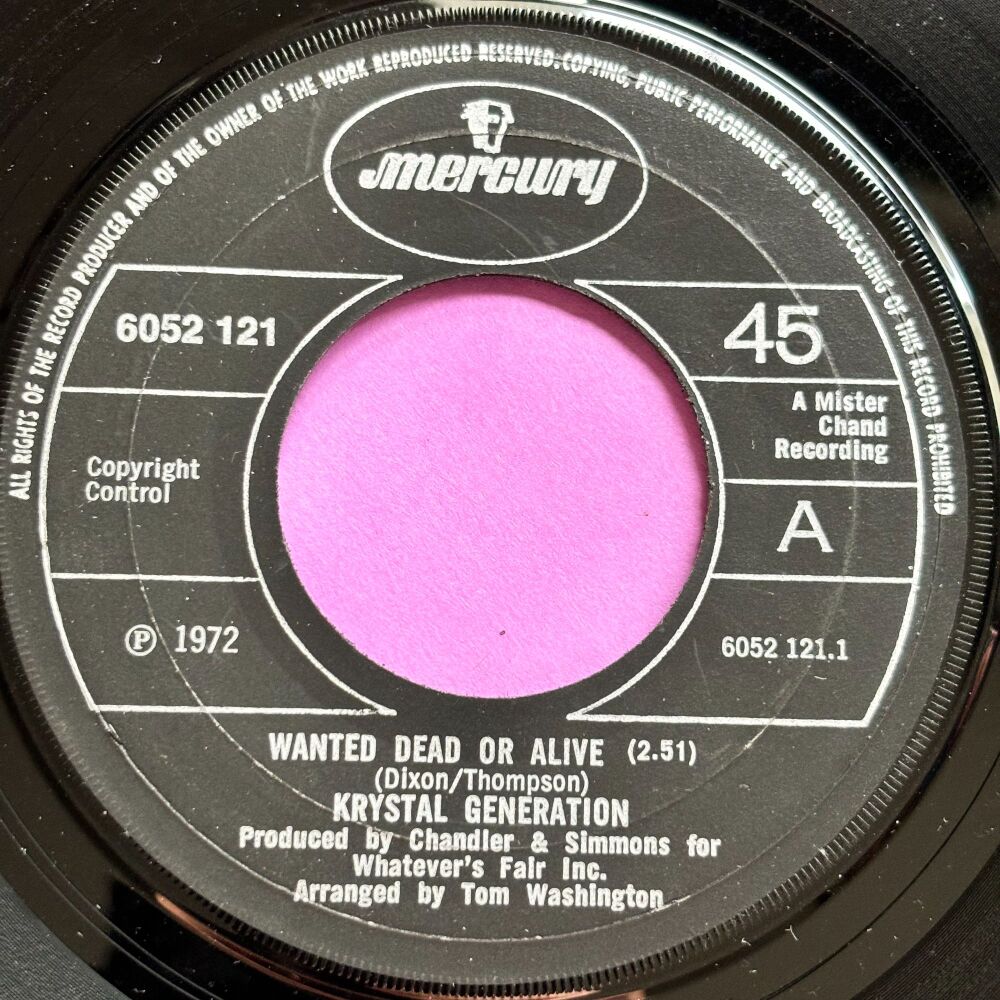 ALL RIGHTS OF THE RECORD PRODUCER AND OF THE OWNER OF THE WORK REPRODUCED RESERVED·COPYING, PUBLIC PERFORMANCE AND BROADCASTING OF THIS RECORD PROHIBITED
mercury
6052 121
45
A Mister
Chand
Recording
Copyright
Control
A
℗ 1972
6052 121.1
WANTED DEAD OR ALIVE (2.51)
(Dixon/Thompson)
KRYSTAL GENERATION
Produced by Chandler & Simmons for
Whatever's Fair Inc.
Arranged by Tom Washington